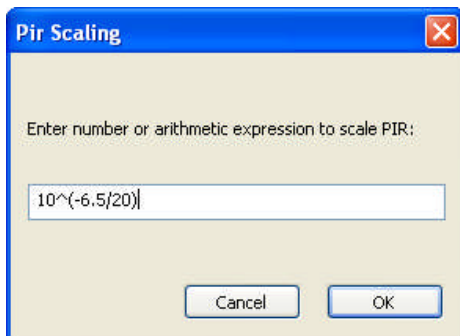 Pir Scaling
Enter number or arithmetic expression to scale PIR:
10^(-6.5/20)
Cancel OK